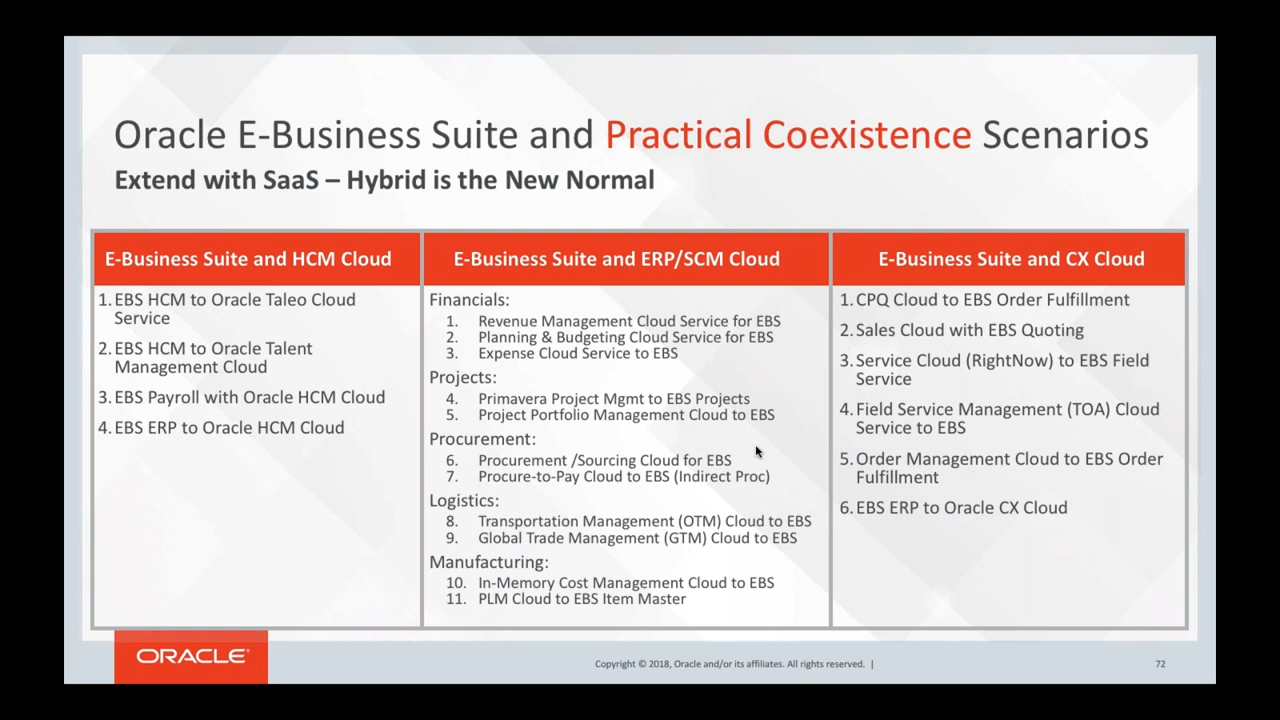 Oracle E-Business Suite and Practical Coexistence Scenarios
Extend with SaaS – Hybrid is the New Normal
E-Business Suite and HCM Cloud
1. EBS HCM to Oracle Taleo Cloud
Service
2. EBS HCM to Oracle Talent
Management Cloud
3. EBS Payroll with Oracle HCM Cloud
4. EBS ERP to Oracle HCM Cloud
E-Business Suite and ERP/SCM Cloud
Financials:
1. Revenue Management Cloud Service for EBS
2. Planning & Budgeting Cloud Service for EBS
3. Expense Cloud Service to EBS
Projects:
4. Primavera Project Mgmt to EBS Projects
5. Project Portfolio Management Cloud to EBS
Procurement:
6. Procurement /Sourcing Cloud for EBS
7. Procure-to-Pay Cloud to EBS (Indirect Proc)
Logistics:
8. Transportation Management (OTM) Cloud to EBS
9. Global Trade Management (GTM) Cloud to EBS
Manufacturing:
10. In-Memory Cost Management Cloud to EBS
11. PLM Cloud to EBS Item Master
E-Business Suite and CX Cloud
1. CPQ Cloud to EBS Order Fulfillment
2. Sales Cloud with EBS Quoting
3. Service Cloud (RightNow) to EBS Field
Service
4. Field Service Management (TOA) Cloud
Service to EBS
5. Order Management Cloud to EBS Order
Fulfillment
6. EBS ERP to Oracle CX Cloud
ORACLE®
Copyright © 2018, Oracle and/or its affiliates. All rights reserved. |
72